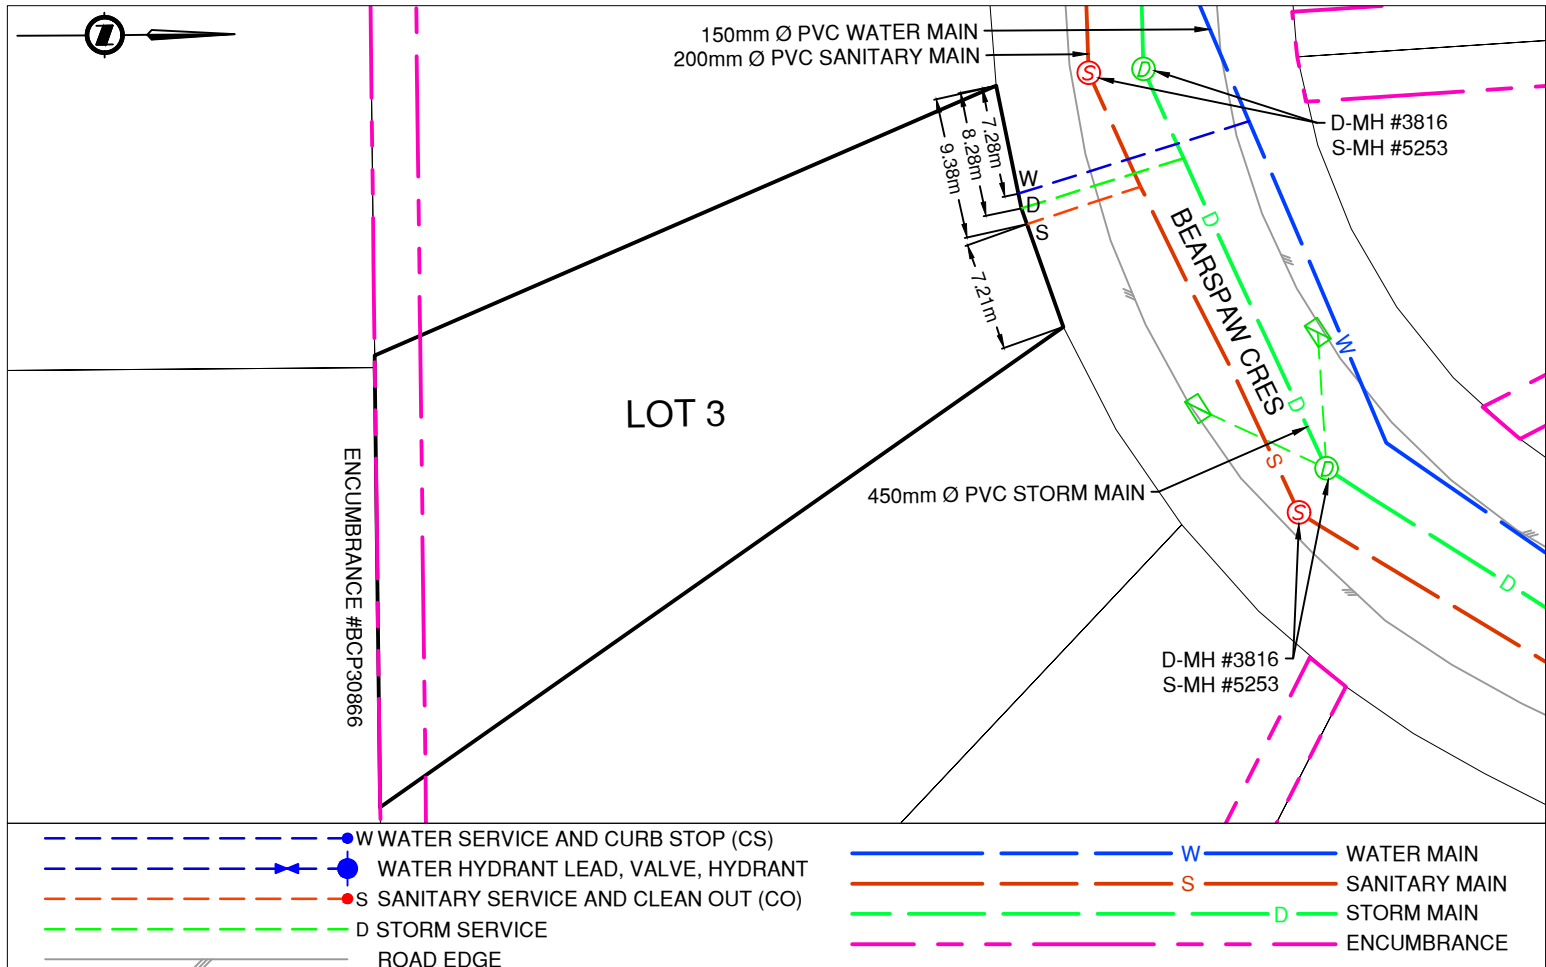 Z
150mm Ø PVC WATER MAIN
200mm Ø PVC SANITARY MAIN
S
D
D-MH #3816
S-MH #5253
7.28m
8.28m
9.38m
7.21m
W
D
S
BEARSPAW CRES
D
W
D
S
LOT 3
ENCUMBRANCE #BCP30866
450mm Ø PVC STORM MAIN
D
S
D
D-MH #3816
S-MH #5253
W WATER SERVICE AND CURB STOP (CS)
WATER HYDRANT LEAD, VALVE, HYDRANT
S SANITARY SERVICE AND CLEAN OUT (CO)
D STORM SERVICE
ROAD EDGE
W WATER MAIN
S SANITARY MAIN
D STORM MAIN
ENCUMBRANCE